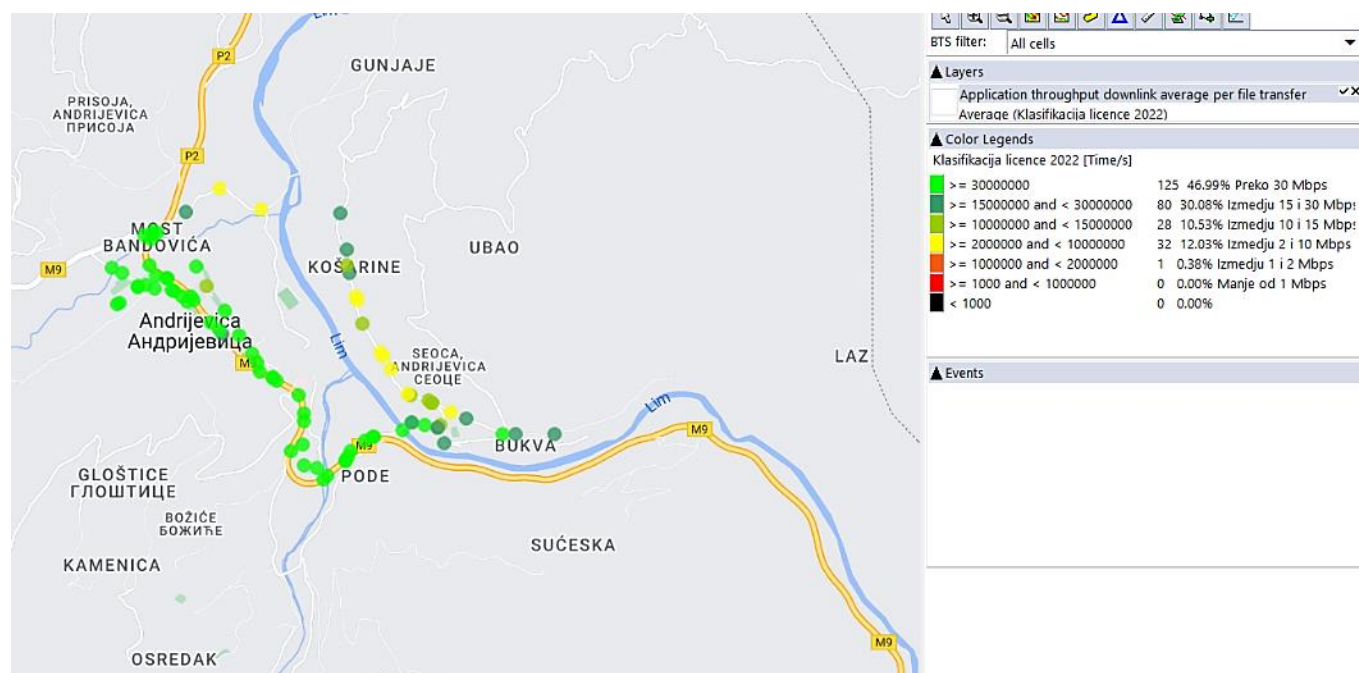 Lim
P2
GUNJAJE
PRISOJA,
ANDRIJEVICA
ПРИСОЈА
P2
MOST
BANDOVIĆA
UBAO
M9
KOŠARINE
Andrijevica
Андријевица
Lim
SEOCA,
ANDRIJEVICA
СЕОЦЕ
LAZ
Lim
M9
M9
BUKVA
GLOŠTICE
ГЛОШТИЦЕ
PODE
BOŽIĆE
БОЖИЋЕ
SUĆESKA
KAMENICA
M9
OSREDAK
BTS filter: All cells
Layers
Application throughput downlink average per file transfer
Average (Klasifikacija licence 2022)
Color Legends
Klasifikacija licence 2022 [Time/s]
>= 30000000 125 46.99% Preko 30 Mbps
>= 15000000 and < 30000000 80 30.08% Izmedju 15 i 30 Mbps
>= 10000000 and < 15000000 28 10.53% Izmedju 10 i 15 Mbps
>= 2000000 and < 10000000 32 12.03% Izmedju 2 i 10 Mbps
>= 1000000 and < 2000000 1 0.38% Izmedju 1 i 2 Mbps
>= 1000 and < 1000000 0 0.00% Manje od 1 Mbps
< 1000 0 0.00%
Events